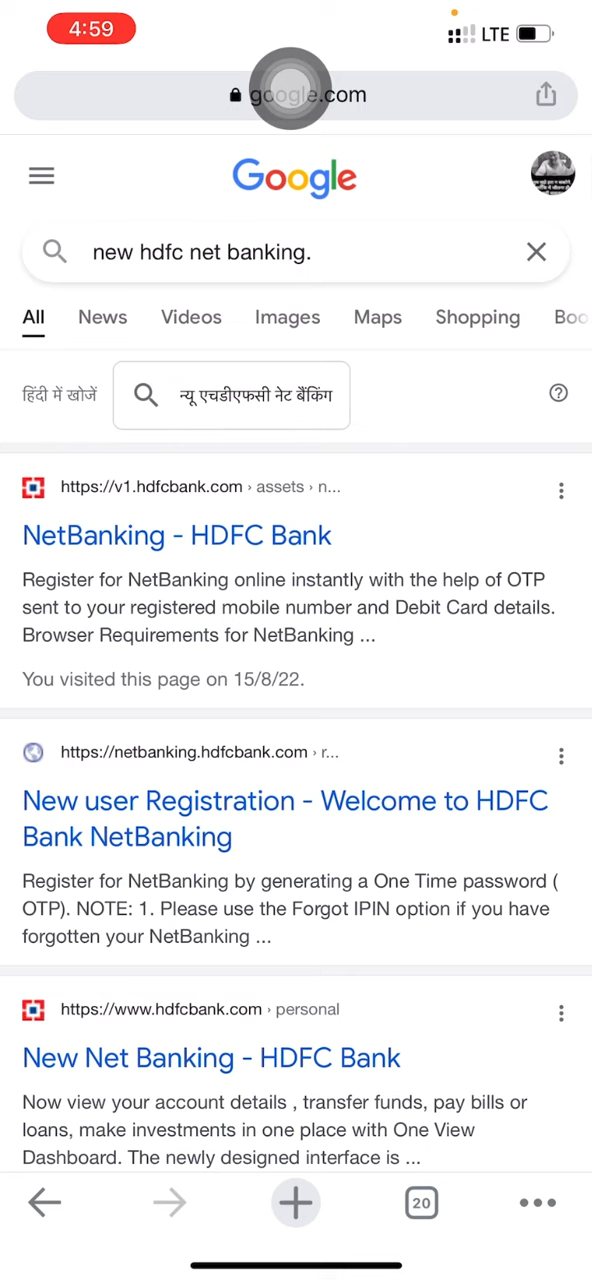 4:59
LTE
google.com
Google
new hdfc net banking.
All News Videos Images Maps Shopping Boo
हिंदी में खोजें न्यू एचडीएफसी नेट बैंकिंग
https://v1.hdfcbank.com › assets › n...
NetBanking - HDFC Bank
Register for NetBanking online instantly with the help of OTP
sent to your registered mobile number and Debit Card details.
Browser Requirements for NetBanking ...
You visited this page on 15/8/22.
https://netbanking.hdfcbank.com › r...
New user Registration - Welcome to HDFC
Bank NetBanking
Register for NetBanking by generating a One Time password (
OTP). NOTE: 1. Please use the Forgot IPIN option if you have
forgotten your NetBanking ...
https://www.hdfcbank.com › personal
New Net Banking - HDFC Bank
Now view your account details , transfer funds, pay bills or
loans, make investments in one place with One View
Dashboard. The newly designed interface is ...
20